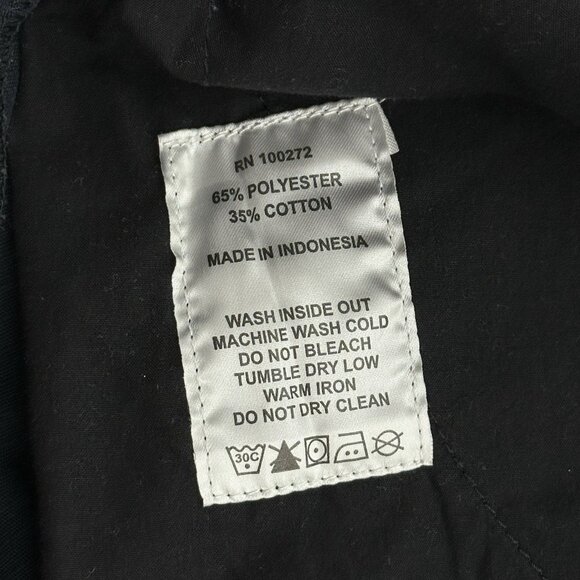 RN 100272
65% POLYESTER
35% COTTON
MADE IN INDONESIA
WASH INSIDE OUT
MACHINE WASH COLD
DO NOT BLEACH
TUMBLE DRY LOW
WARM IRON
DO NOT DRY CLEAN
30C